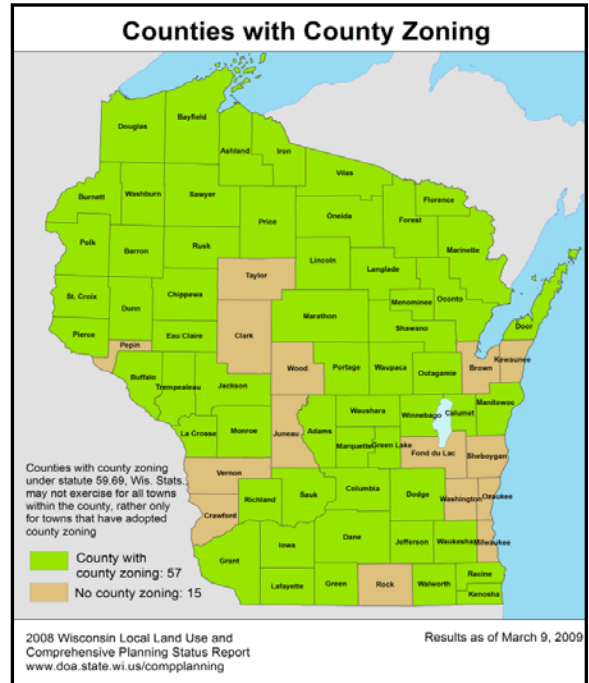 Counties with County Zoning
Douglas
Bayfield
Ashland
Iron
Vilas
Burnett
Washburn
Sawyer
Price
Oneida
Forest
Florence
Marinette
Polk
Barron
Rusk
Taylor
Lincoln
Langlade
Menominee
Oconto
Door
St. Croix
Dunn
Chippewa
Clark
Marathon
Shawano
Pierce
Pepin
Eau Claire
Wood
Portage
Waupaca
Outagamie
Brown
Kewaunee
Buffalo
Trempealeau
Jackson
Waushara
Winnebago
Calumet
Manitowoc
La Crosse
Monroe
Juneau
Adams
Marquette
Green Lake
Fond du Lac
Sheboygan
Vernon
Richland
Sauk
Columbia
Dodge
Washington
Ozaukee
Crawford
Grant
Iowa
Dane
Jefferson
Waukesha
Milwaukee
Lafayette
Green
Rock
Walworth
Racine
Kenosha
Counties with county zoning
under statute 59.69, Wis. Stats.,
may not exercise for all towns
within the county, rather only
for towns that have adopted
county zoning
County with
county zoning: 57
No county zoning: 15
2008 Wisconsin Local Land Use and
Comprehensive Planning Status Report
www.doa.state.wi.us/compplanning
Results as of March 9, 2009